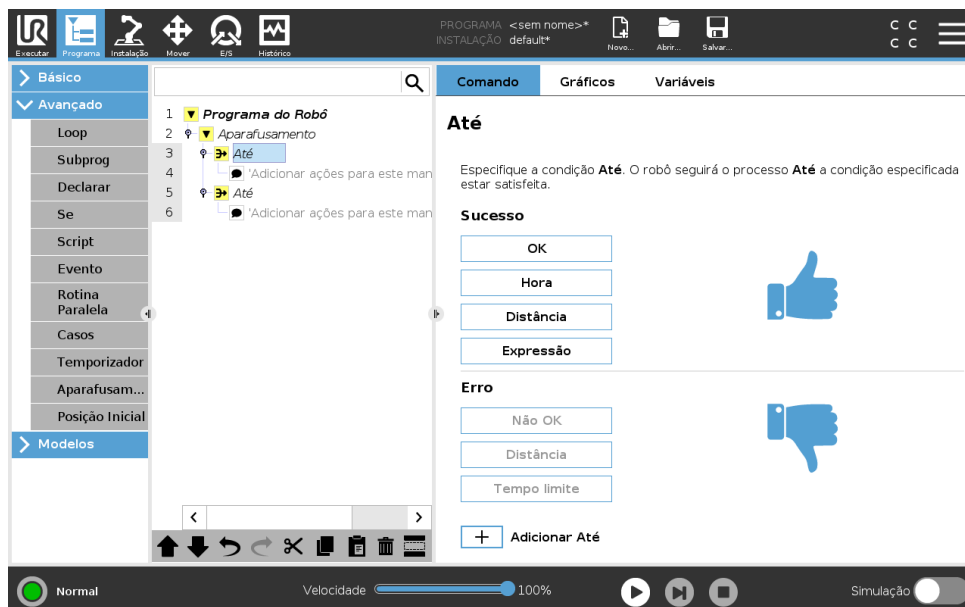 UR
PROGRAMA <sem nome>*
INSTALAÇÃO default*
Executar Programa Instalação Mover E/S Histórico
Novo... Abrir... Salvar...
C C
C C
Básico
Avançado
Loop
Subprog
Declarar
Se
Script
Evento
Rotina
Paralela
Casos
Temporizador
Aparafusam...
Posição Inicial
Modelos
1 Programa do Robô
2 Aparafusamento
3 Até
4 'Adicionar ações para este man
5 Até
6 'Adicionar ações para este man
Comando Gráficos Variáveis
Até
Especifique a condição Até. O robô seguirá o processo Até a condição especificada
estar satisfeita.
Sucesso
OK
Hora
Distância
Expressão
Erro
Não OK
Distância
Tempo limite
+ Adicionar Até
Normal
Velocidade 100%
Simulação